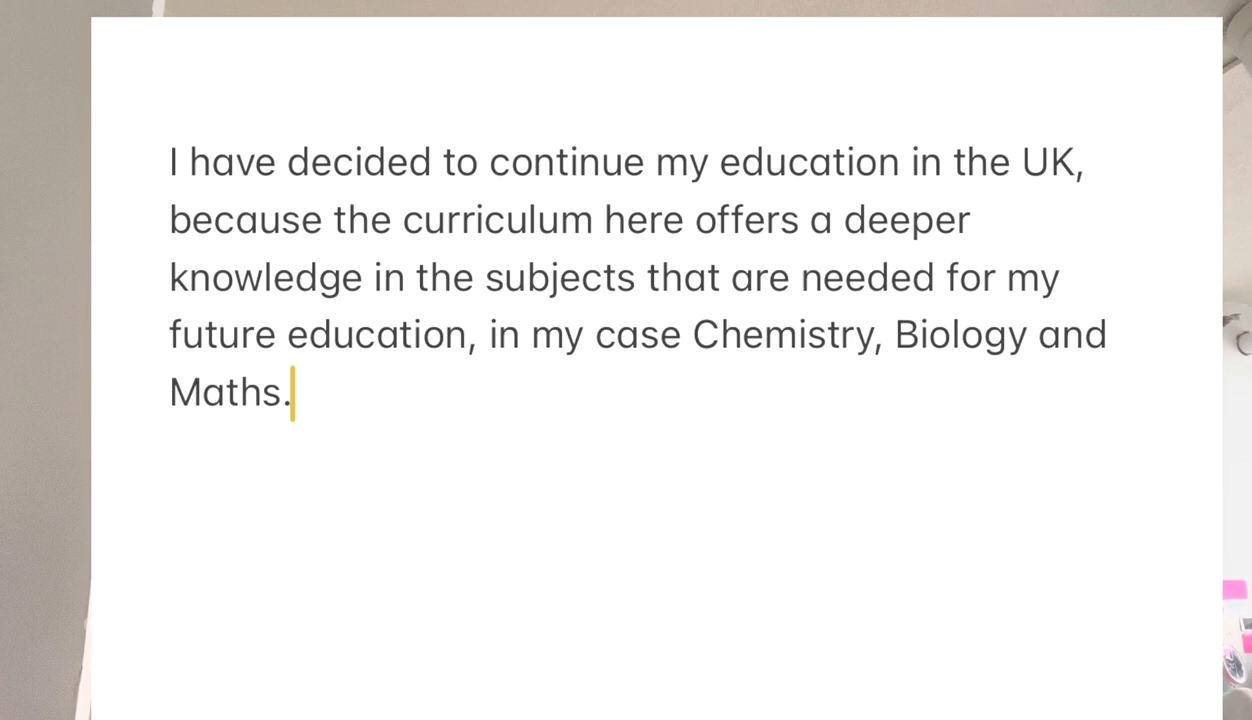 I have decided to continue my education in the UK,
because the curriculum here offers a deeper
knowledge in the subjects that are needed for my
future education, in my case Chemistry, Biology and
Maths.